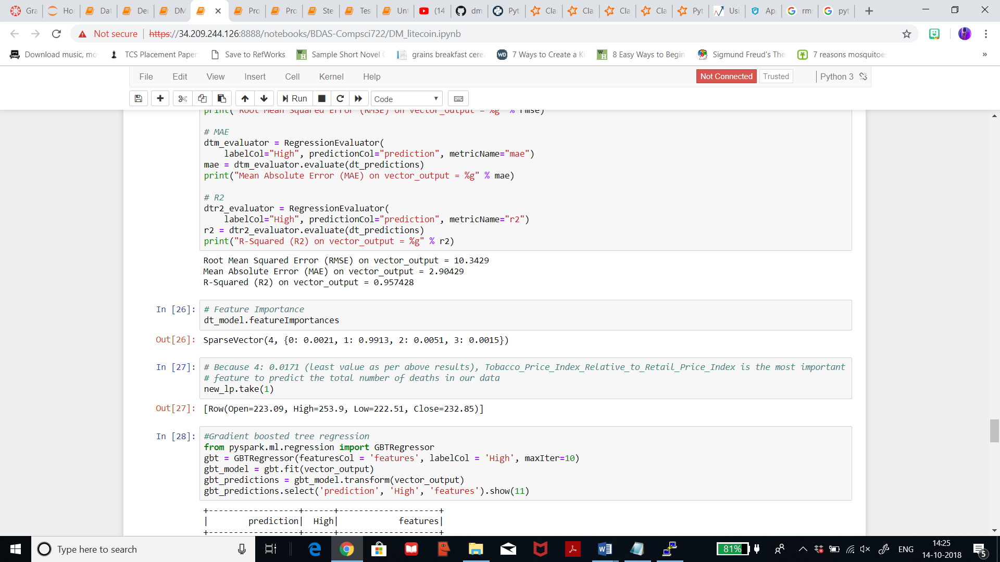 Gra
Ho
Dat
De
DM
Pro
Pro
Ste
Tes
Un
(14
dm
Pyt
Cla
Cla
Cla
Cla
Pyt
Usi
Ap
rms
pyt
Not secure
https://34.209.244.126:8888/notebooks/BDAS-Compsci722/DM_litecoin.ipynb
Download music, mo
TCS Placement Paper
Save to RefWorks
Sample Short Novel
grains breakfast cere
7 Ways to Create a Ki
8 Easy Ways to Begin
Sigmund Freud's The
7 reasons mosquitoe
»
File Edit View Insert Cell Kernel Help
Not Connected
Trusted
Python 3
Run
Code
print("Root Mean Squared Error (RMSE) on vector_output = %g" % rmse)
# MAE
dtm_evaluator = RegressionEvaluator(
labelCol="High", predictionCol="prediction", metricName="mae")
mae = dtm_evaluator.evaluate(dt_predictions)
print("Mean Absolute Error (MAE) on vector_output = %g" % mae)
# R2
dtr2_evaluator = RegressionEvaluator(
labelCol="High", predictionCol="prediction", metricName="r2")
r2 = dtr2_evaluator.evaluate(dt_predictions)
print("R-Squared (R2) on vector_output = %g" % r2)
Root Mean Squared Error (RMSE) on vector_output = 10.3429
Mean Absolute Error (MAE) on vector_output = 2.90429
R-Squared (R2) on vector_output = 0.957428
In [26]: # Feature Importance
dt_model.featureImportances
Out[26]: SparseVector(4, {0: 0.0021, 1: 0.9913, 2: 0.0051, 3: 0.0015})
In [27]: # Because 4: 0.0171 (least value as per above results), Tobacco_Price_Index_Relative_to_Retail_Price_Index is the most important
# feature to predict the total number of deaths in our data
new_lp.take(1)
Out[27]: [Row(Open=223.09, High=253.9, Low=222.51, Close=232.85)]
In [28]: #Gradient boosted tree regression
from pyspark.ml.regression import GBTRegressor
gbt = GBTRegressor(featuresCol = 'features', labelCol = 'High', maxIter=10)
gbt_model = gbt.fit(vector_output)
gbt_predictions = gbt_model.transform(vector_output)
gbt_predictions.select('prediction', 'High', 'features').show(11)
+------------------+------+--------------------+
|        prediction|  High|            features|
+------------------+------+--------------------+
Type here to search
81%
ENG
14:25
14-10-2018
5